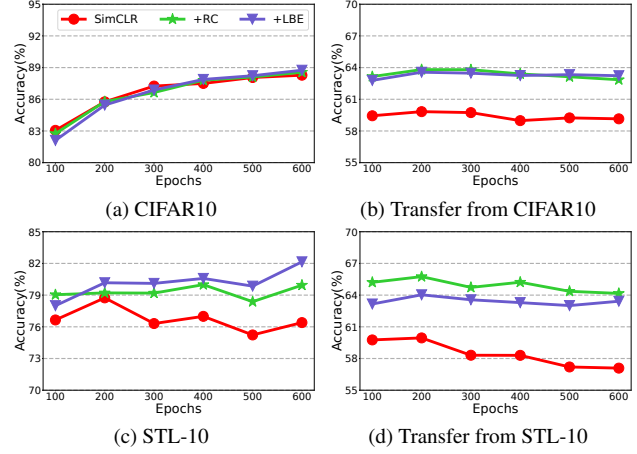 SimCLR +RC +LBE
Accuracy(%)
95
92
89
86
83
80
100 200 300 400 500 600
Epochs
(a) CIFAR10
Accuracy(%)
70
67
64
61
58
55
100 200 300 400 500 600
Epochs
(b) Transfer from CIFAR10
Accuracy(%)
85
82
79
76
73
70
100 200 300 400 500 600
Epochs
(c) STL-10
Accuracy(%)
70
67
64
61
58
55
100 200 300 400 500 600
Epochs
(d) Transfer from STL-10